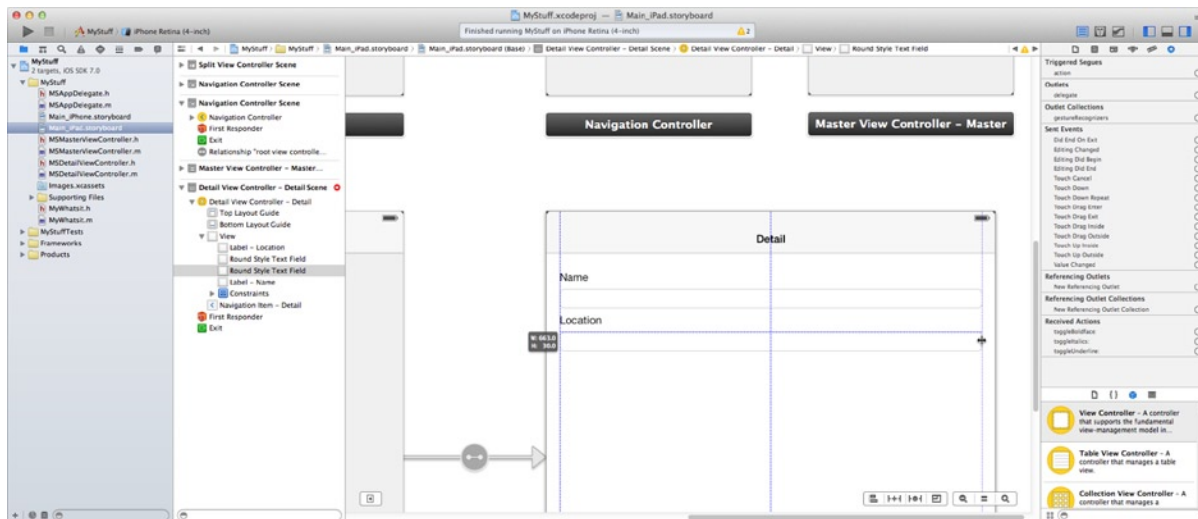 MyStuff.xcodeproj — Main_iPad.storyboard
MyStuff iPhone Retina (4-inch)
Finished running MyStuff on iPhone Retina (4-inch)
2
MyStuff MyStuff Main_iPad.storyboard Main_iPad.storyboard (Base) Detail View Controller – Detail Scene Detail View Controller – Detail View Round Style Text Field
MyStuff
2 targets, iOS SDK 7.0
MyStuff
MSAppDelegate.h
MSAppDelegate.m
Main_iPhone.storyboard
Main_iPad.storyboard
MSMasterViewController.h
MSMasterViewController.m
MSDetailViewController.h
MSDetailViewController.m
Images.xcassets
Supporting Files
MyWhatsit.h
MyWhatsit.m
MyStuffTests
Frameworks
Products
Split View Controller Scene
Navigation Controller Scene
Navigation Controller Scene
Navigation Controller
First Responder
Exit
Relationship "root view controlle...
Master View Controller – Master...
Detail View Controller – Detail Scene
Detail View Controller – Detail
Top Layout Guide
Bottom Layout Guide
View
Label – Location
Round Style Text Field
Round Style Text Field
Label – Name
Constraints
Navigation Item – Detail
First Responder
Exit
Navigation Controller
Master View Controller – Master
Detail
Name
Location
W: 663.0
H: 30.0
Triggered Segues
action
Outlets
delegate
Outlet Collections
gestureRecognizers
Sent Events
Did End On Exit
Editing Changed
Editing Did Begin
Editing Did End
Touch Cancel
Touch Down
Touch Down Repeat
Touch Drag Enter
Touch Drag Exit
Touch Drag Inside
Touch Drag Outside
Touch Up Inside
Touch Up Outside
Value Changed
Referencing Outlets
New Referencing Outlet
Referencing Outlet Collections
New Referencing Outlet Collection
Received Actions
toggleBoldface:
toggleItalics:
toggleUnderline:
View Controller – A controller
that supports the fundamental
view-management model in...
Table View Controller – A
controller that manages a table
view.
Collection View Controller – A
controller that manages a